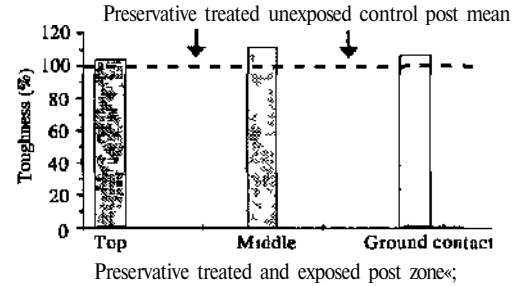 Preservative treated unexposed control post mean
120
100
80
60
40
20
0
Toughness (%)
Top Middle Ground contact
Preservative treated and exposed post zone«;